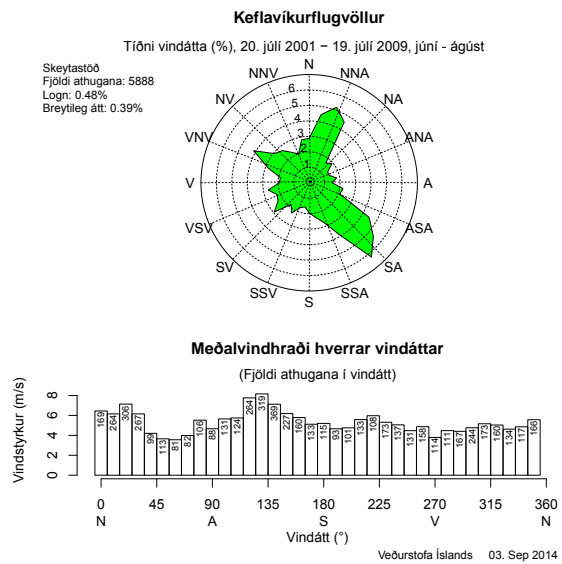 Keflavíkurflugvöllur
Tíðni vindátta (%), 20. júlí 2001 − 19. júlí 2009, júní - ágúst
Skeytastöð
Fjöldi athugana: 5888
Logn: 0.48%
Breytileg átt: 0.39%
N
NNV NNA
NV NA
VNV ANA
V A
VSV ASA
SV SA
SSV SSA
S
6
5
4
3
2
1
Meðalvindhraði hverrar vindáttar
(Fjöldi athugana í vindátt)
Vindstyrkur (m/s)
8
6
4
2
0
169 264 306 267 99 113 81 82 106 88 131 124 264 319 369 227 160 133 115 93 101 133 108 173 137 131 158 114 111 167 244 173 160 134 117 166
0 45 90 135 180 225 270 315 360
N A S V N
Vindátt (°)
Veðurstofa Íslands 03. Sep 2014